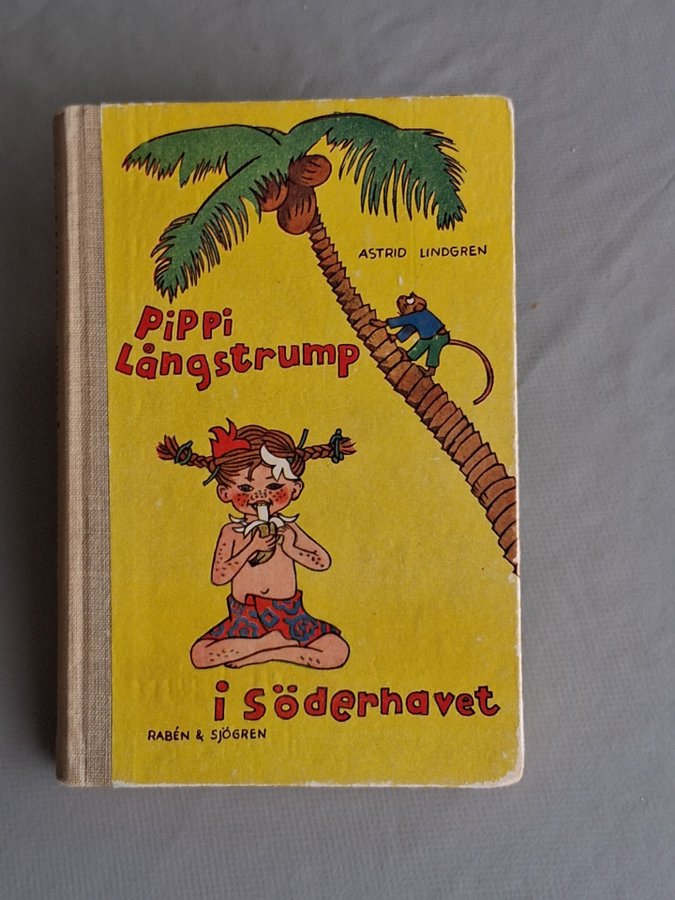 ASTRID LINDGREN
PiPPi
Långstrump
i Söderhavet
RABÉN & SJÖGREN